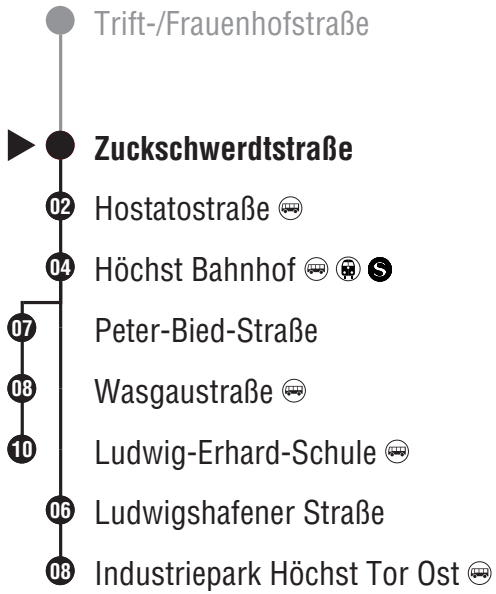 Trift-/Frauenhofstraße
Zuckschwerdtstraße
02 Hostatostraße
04 Höchst Bahnhof S
07 Peter-Bied-Straße
08 Wasgaustraße
10 Ludwig-Erhard-Schule
06 Ludwigshafener Straße
08 Industriepark Höchst Tor Ost